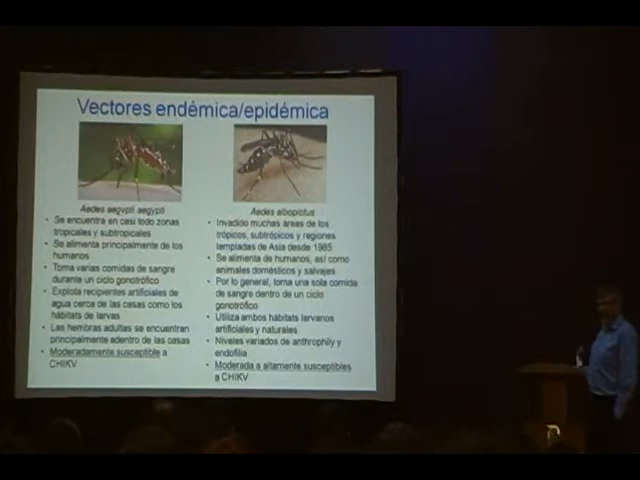 Vectores endémica/epidémica
Aedes aegypti aegypti
• Se encuentra en casi todo zonas
tropicales y subtropicales
• Se alimenta principalmente de los
humanos
• Toma varias comidas de sangre
durante un ciclo gonotrófico
• Explota recipientes artificiales de
agua cerca de las casas como los
hábitats de larvas
• Las hembras adultas se encuentran
principalmente adentro de las casas
• Moderadamente susceptible a
CHIKV
Aedes albopictus
• Invadido muchas áreas de los
trópicos, subtrópicos y regiones
templadas de Asia desde 1985
• Se alimenta de humanos, así como
animales domésticos y salvajes
• Por lo general, toma una sola comida
de sangre dentro de un ciclo
gonotrófico
• Utiliza ambos hábitats larvarios
artificiales y naturales
• Niveles variados de anthrophily y
endofilia
• Moderada a altamente susceptibles
a CHIKV